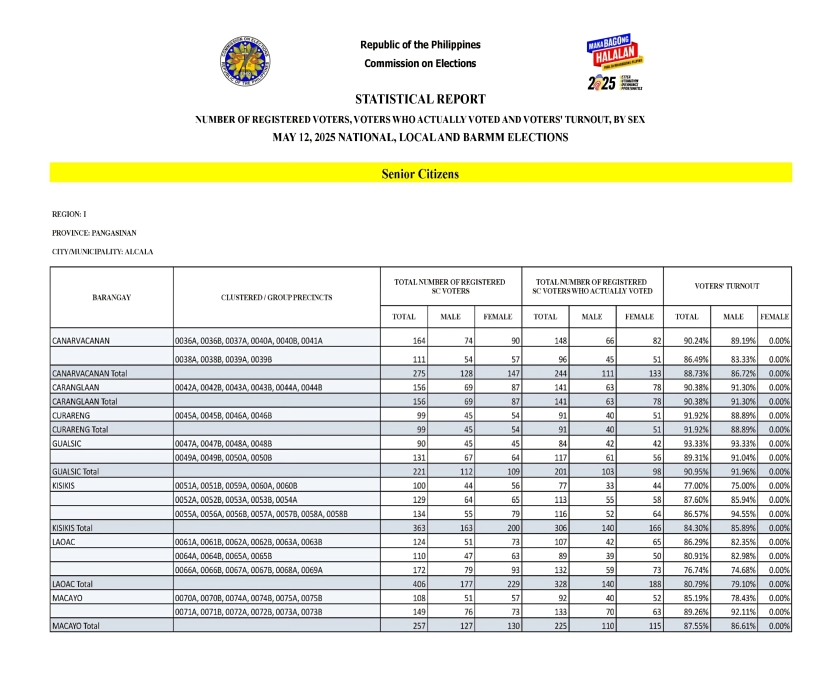 Republic of the Philippines
Commission on Elections
MAKABAGONG
HALALAN
2025
STATISTICAL REPORT
NUMBER OF REGISTERED VOTERS, VOTERS WHO ACTUALLY VOTED AND VOTERS' TURNOUT, BY SEX
MAY 12, 2025 NATIONAL, LOCAL AND BARMM ELECTIONS
Senior Citizens
REGION: I
PROVINCE: PANGASINAN
CITY/MUNICIPALITY: ALCALA
BARANGAY CLUSTERED / GROUP PRECINCTS TOTAL NUMBER OF REGISTERED SC VOTERS TOTAL NUMBER OF REGISTERED SC VOTERS WHO ACTUALLY VOTED VOTERS' TURNOUT
TOTAL MALE FEMALE TOTAL MALE FEMALE TOTAL MALE FEMALE
CANARVACANAN 0036A, 0036B, 0037A, 0040A, 0040B, 0041A 164 74 90 148 66 82 90.24% 89.19% 0.00%
0038A, 0038B, 0039A, 0039B 111 54 57 96 45 51 86.49% 83.33% 0.00%
CANARVACANAN Total 275 128 147 244 111 133 88.73% 86.72% 0.00%
CARANGLAAN 0042A, 0042B, 0043A, 0043B, 0044A, 0044B 156 69 87 141 63 78 90.38% 91.30% 0.00%
CARANGLAAN Total 156 69 87 141 63 78 90.38% 91.30% 0.00%
CURARENG 0045A, 0045B, 0046A, 0046B 99 45 54 91 40 51 91.92% 88.89% 0.00%
CURARENG Total 99 45 54 91 40 51 91.92% 88.89% 0.00%
GUALSIC 0047A, 0047B, 0048A, 0048B 90 45 45 84 42 42 93.33% 93.33% 0.00%
0049A, 0049B, 0050A, 0050B 131 67 64 117 61 56 89.31% 91.04% 0.00%
GUALSIC Total 221 112 109 201 103 98 90.95% 91.96% 0.00%
KISIKIS 0051A, 0051B, 0059A, 0060A, 0060B 100 44 56 77 33 44 77.00% 75.00% 0.00%
0052A, 0052B, 0053A, 0053B, 0054A 129 64 65 113 55 58 87.60% 85.94% 0.00%
0055A, 0056A, 0056B, 0057A, 0057B, 0058A, 0058B 134 55 79 116 52 64 86.57% 94.55% 0.00%
KISIKIS Total 363 163 200 306 140 166 84.30% 85.89% 0.00%
LAOAC 0061A, 0061B, 0062A, 0062B, 0063A, 0063B 124 51 73 107 42 65 86.29% 82.35% 0.00%
0064A, 0064B, 0065A, 0065B 110 47 63 89 39 50 80.91% 82.98% 0.00%
0066A, 0066B, 0067A, 0067B, 0068A, 0069A 172 79 93 132 59 73 76.74% 74.68% 0.00%
LAOAC Total 406 177 229 328 140 188 80.79% 79.10% 0.00%
MACAYO 0070A, 0070B, 0074A, 0074B, 0075A, 0075B 108 51 57 92 40 52 85.19% 78.43% 0.00%
0071A, 0071B, 0072A, 0072B, 0073A, 0073B 149 76 73 133 70 63 89.26% 92.11% 0.00%
MACAYO Total 257 127 130 225 110 115 87.55% 86.61% 0.00%